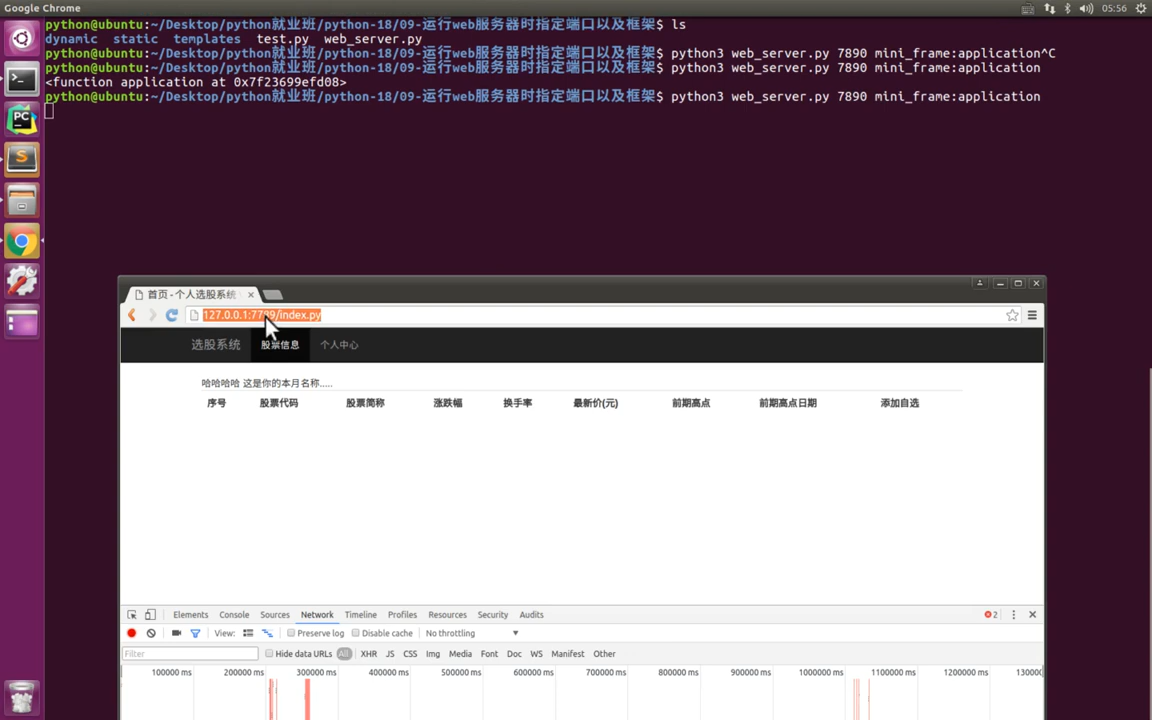 Google Chrome
05:56
python@ubuntu:~/Desktop/python就业班/python-18/09-运行web服务器时指定端口以及框架$ ls
dynamic static templates test.py web_server.py
python@ubuntu:~/Desktop/python就业班/python-18/09-运行web服务器时指定端口以及框架$ python3 web_server.py 7890 mini_frame:application^C
python@ubuntu:~/Desktop/python就业班/python-18/09-运行web服务器时指定端口以及框架$ python3 web_server.py 7890 mini_frame:application
<function application at 0x7f23699efd08>
python@ubuntu:~/Desktop/python就业班/python-18/09-运行web服务器时指定端口以及框架$ python3 web_server.py 7890 mini_frame:application
PC
首页 - 个人选股系统
127.0.0.1:7789/index.py
选股系统 股票信息 个人中心
哈哈哈哈 这是你的本月名称.....
序号 股票代码 股票简称 涨跌幅 换手率 最新价(元) 前期高点 前期高点日期 添加自选
Elements Console Sources Network Timeline Profiles Resources Security Audits 2
View: Preserve log Disable cache No throttling
Filter Hide data URLs All XHR JS CSS Img Media Font Doc WS Manifest Other
100000 ms 200000 ms 300000 ms 400000 ms 500000 ms 600000 ms 700000 ms 800000 ms 900000 ms 1000000 ms 1100000 ms 1200000 ms